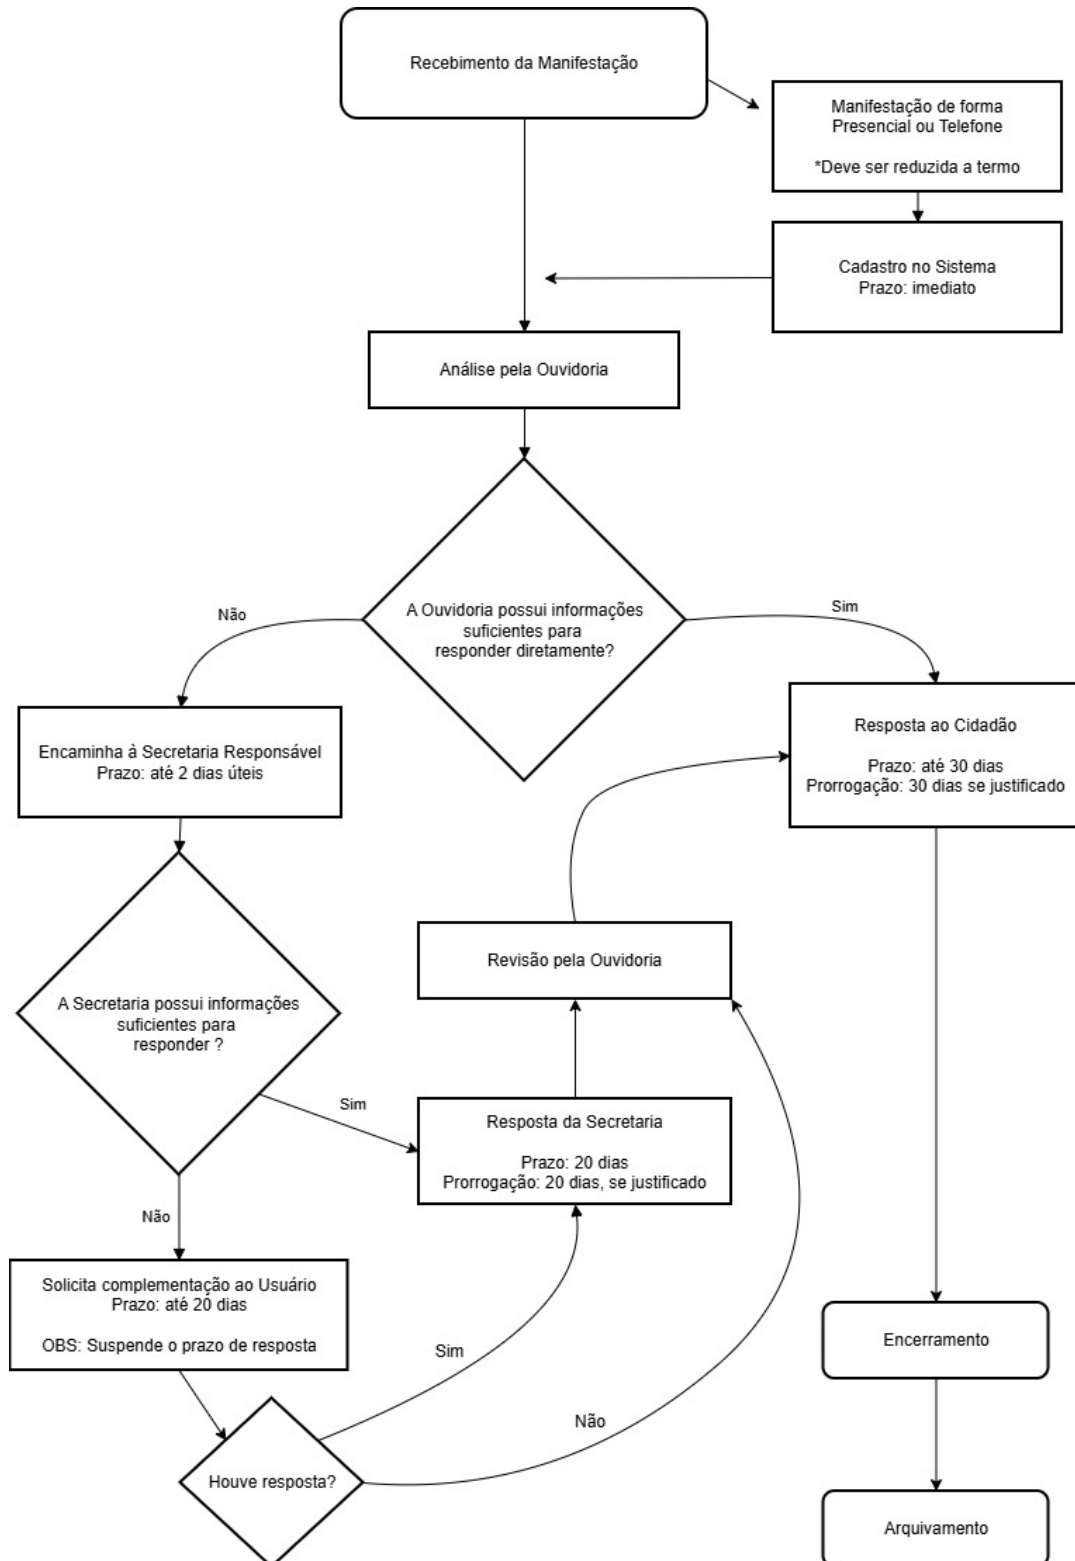 Recebimento da Manifestação
Manifestação de forma
Presencial ou Telefone
*Deve ser reduzida a termo
Cadastro no Sistema
Prazo: imediato
Análise pela Ouvidoria
A Ouvidoria possui informações
suficientes para
responder diretamente?
Não
Sim
Encaminha à Secretaria Responsável
Prazo: até 2 dias úteis
Resposta ao Cidadão
Prazo: até 30 dias
Prorrogação: 30 dias se justificado
A Secretaria possui informações
suficientes para
responder ?
Revisão pela Ouvidoria
Sim
Resposta da Secretaria
Prazo: 20 dias
Prorrogação: 20 dias, se justificado
Não
Solicita complementação ao Usuário
Prazo: até 20 dias
OBS: Suspende o prazo de resposta
Sim
Não
Houve resposta?
Encerramento
Arquivamento